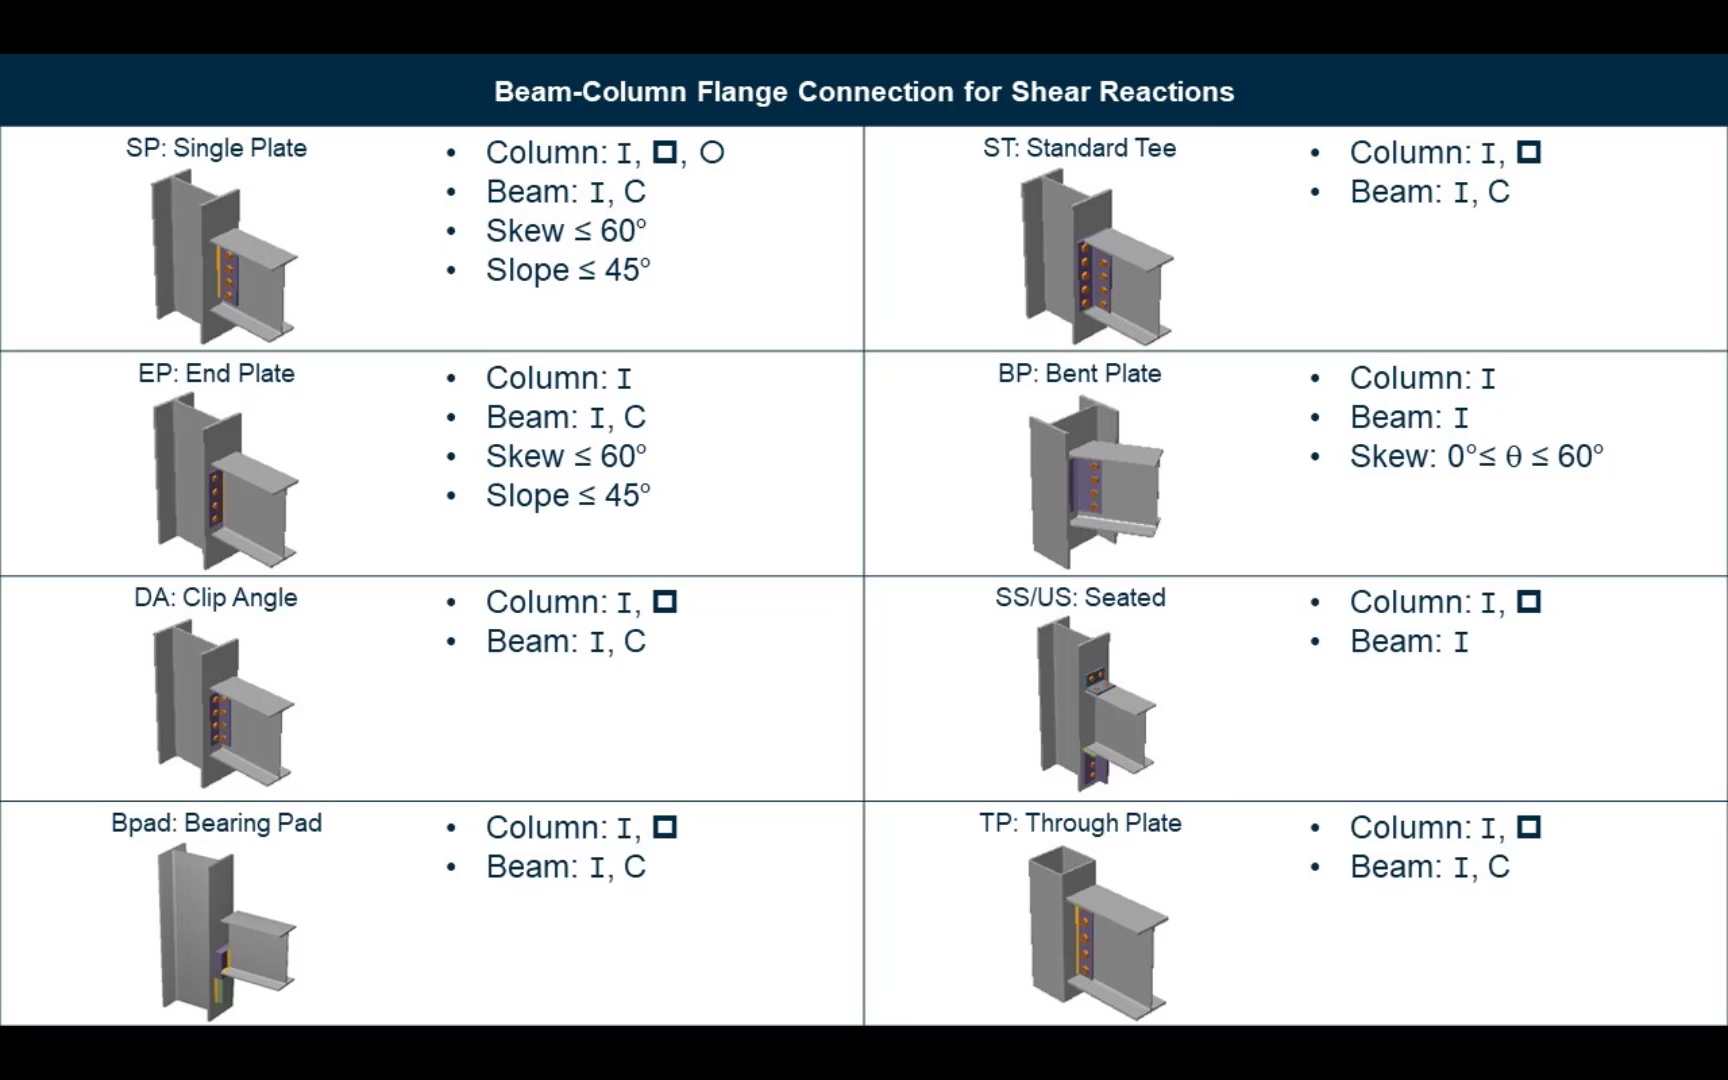 Beam-Column Flange Connection for Shear Reactions
SP: Single Plate
• Column: I, □, ○
• Beam: I, C
• Skew ≤ 60°
• Slope ≤ 45°
ST: Standard Tee
• Column: I, □
• Beam: I, C
EP: End Plate
• Column: I
• Beam: I, C
• Skew ≤ 60°
• Slope ≤ 45°
BP: Bent Plate
• Column: I
• Beam: I
• Skew: 0°≤ θ ≤ 60°
DA: Clip Angle
• Column: I, □
• Beam: I, C
SS/US: Seated
• Column: I, □
• Beam: I
Bpad: Bearing Pad
• Column: I, □
• Beam: I, C
TP: Through Plate
• Column: I, □
• Beam: I, C